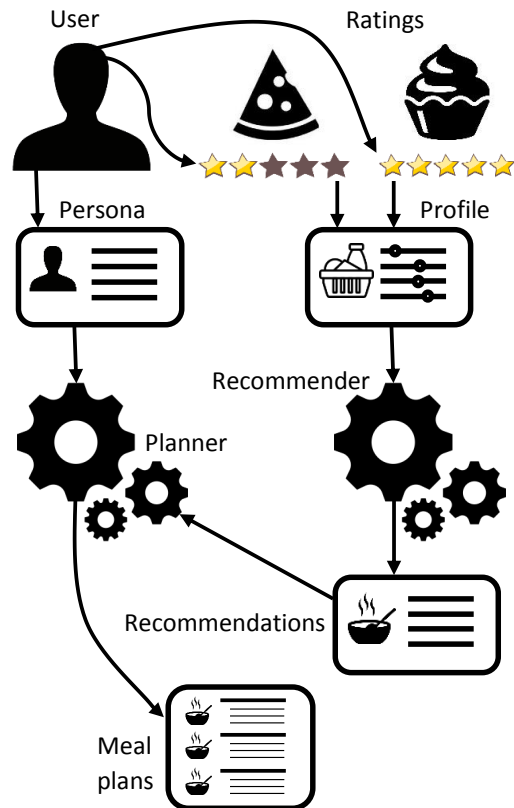 User
Ratings
Persona
Profile
Recommender
Planner
Recommendations
Meal
plans